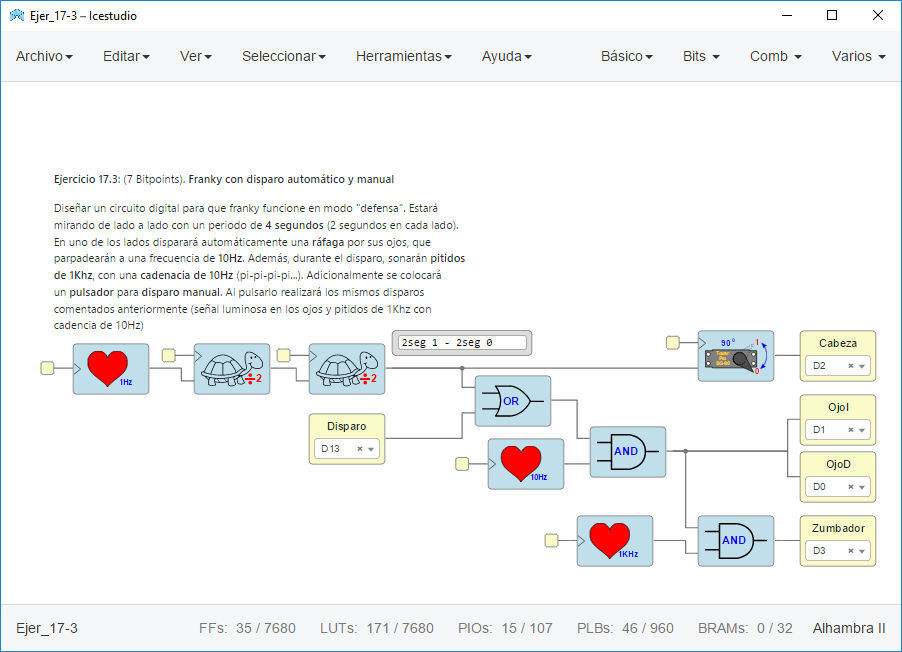 Ejer_17-3 – Icestudio
Archivo Editar Ver Seleccionar Herramientas Ayuda Básico Bits Comb Varios
Ejercicio 17.3: (7 Bitpoints). Franky con disparo automático y manual
Diseñar un circuito digital para que franky funcione en modo "defensa". Estará
mirando de lado a lado con un periodo de 4 segundos (2 segundos en cada lado).
En uno de los lados disparará automáticamente una ráfaga por sus ojos, que
parpadearán a una frecuencia de 10Hz. Además, durante el disparo, sonarán pitidos
de 1Khz, con una cadenacia de 10Hz (pi-pi-pi-pi...). Adicionalmente se colocará
un pulsador para disparo manual. Al pulsarlo realizará los mismos disparos
comentados anteriormente (señal luminosa en los ojos y pitidos de 1Khz con
cadencia de 10Hz)
2seg 1 - 2seg 0
90° 1
0
Cabeza
D2
1Hz
÷2
÷2
OR
OjoI
D1
Disparo
D13
AND
10Hz
OjoD
D0
1KHz
AND
Zumbador
D3
Ejer_17-3 FFs: 35 / 7680 LUTs: 171 / 7680 PIOs: 15 / 107 PLBs: 46 / 960 BRAMs: 0 / 32 Alhambra II